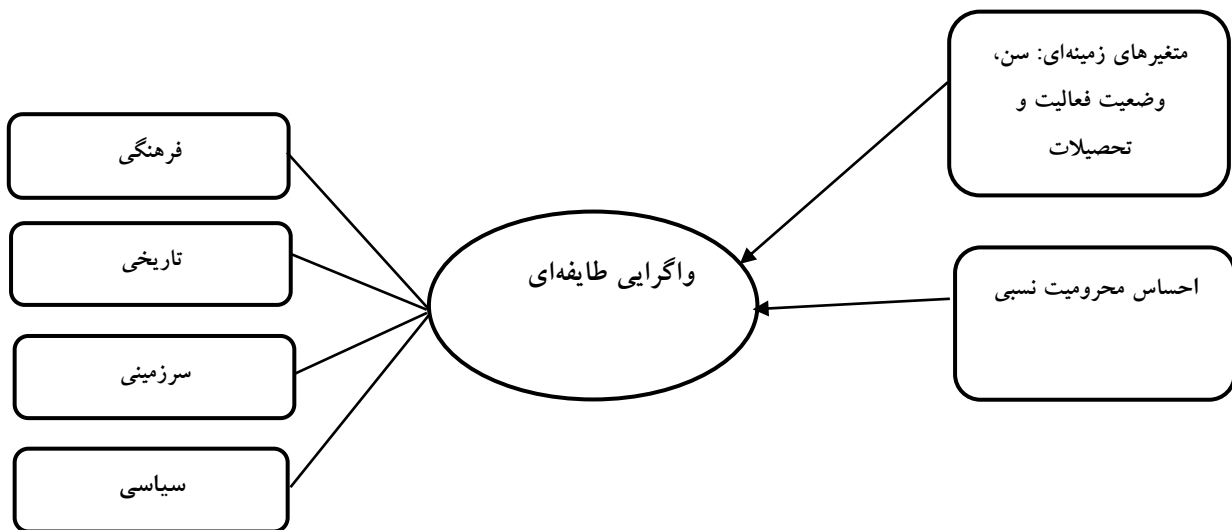 متغیرهای زمینه‌ای: سن،
وضعیت فعالیت و
تحصیلات
احساس محرومیت نسبی
واگرایی طایفه‌ای
فرهنگی
تاریخی
سرزمینی
سیاسی